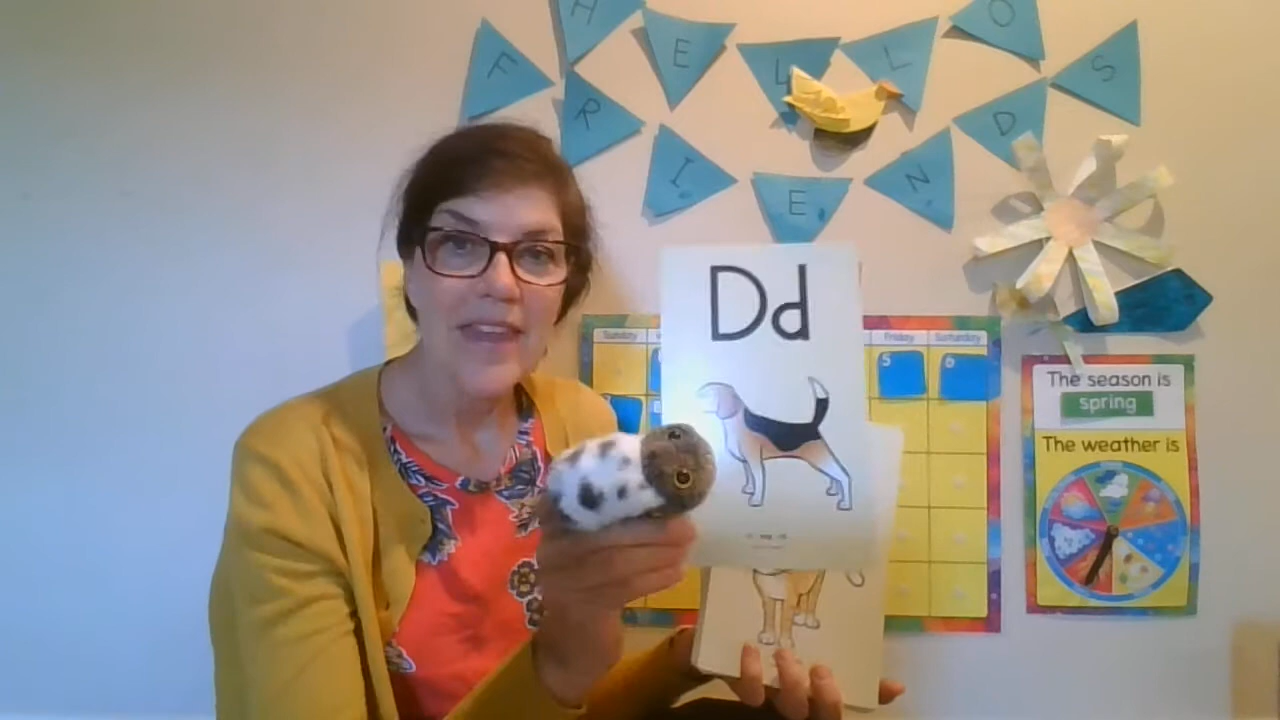 HELLO
FRIENDS
Dd
Sunday
Friday
Saturday
5
6
The season is
spring
The weather is